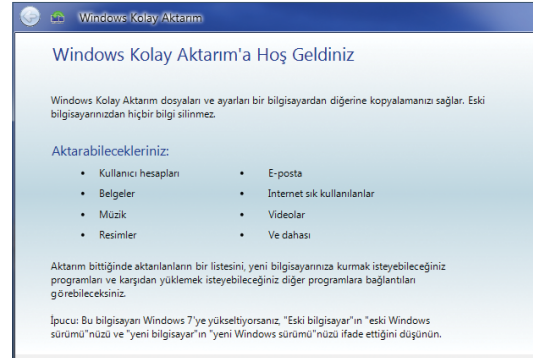 Windows Kolay Aktarım
Windows Kolay Aktarım'a Hoş Geldiniz
Windows Kolay Aktarım dosyaları ve ayarları bir bilgisayardan diğerine kopyalamanızı sağlar. Eski
bilgisayarınızdan hiçbir bilgi silinmez.
Aktarabilecekleriniz:
• Kullanıcı hesapları
• Belgeler
• Müzik
• Resimler
• E-posta
• Internet sık kullanılanlar
• Videolar
• Ve dahası
Aktarım bittiğinde aktarılanların bir listesini, yeni bilgisayarınıza kurmak isteyebileceğiniz
programları ve karşıdan yüklemek isteyebileceğiniz diğer programlara bağlantıları
görebileceksiniz.
İpucu: Bu bilgisayarı Windows 7'ye yükseltiyorsanız, "Eski bilgisayar"ın "eski Windows
sürümü"nüzü ve "yeni bilgisayar"ın "yeni Windows sürümü"nüzü ifade ettiğini düşünün.